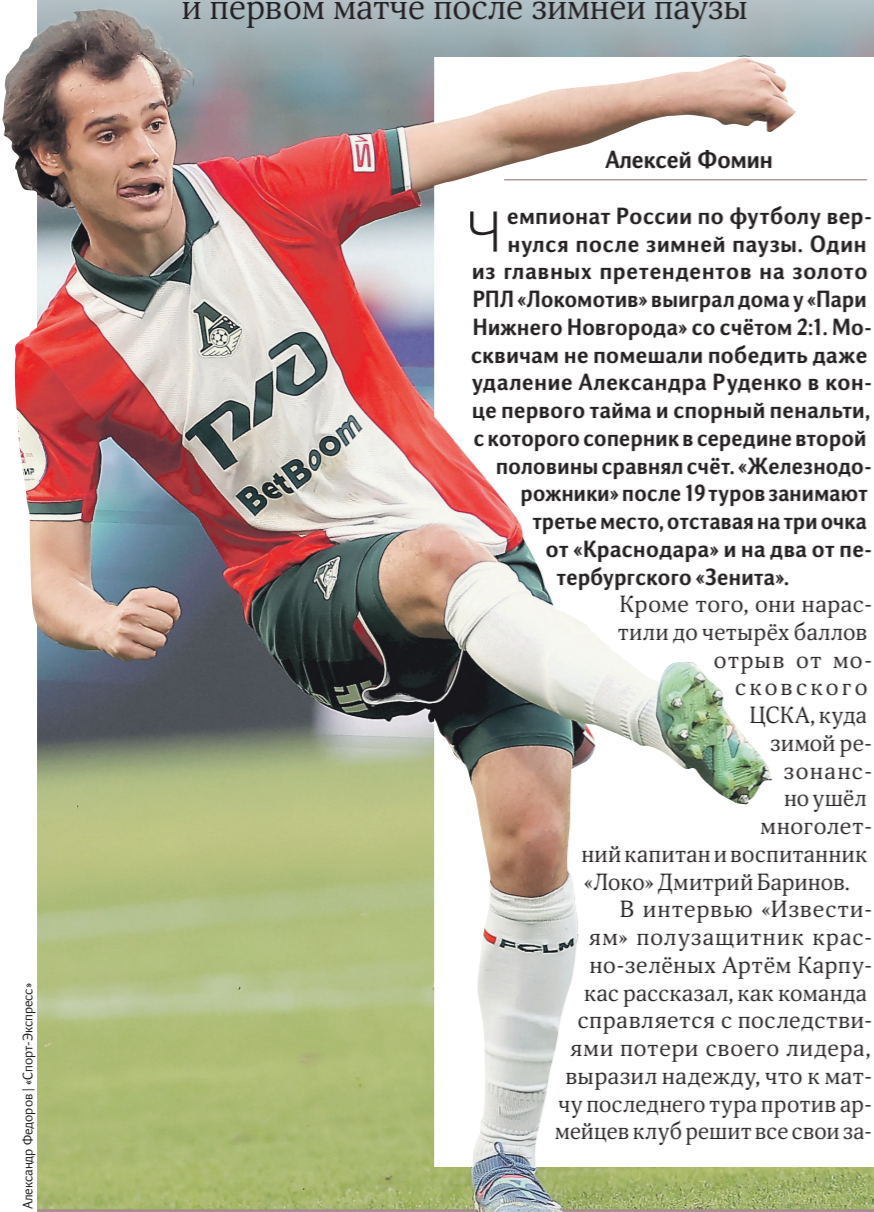 и первом матче после зимней паузы
Алексей Фомин
Чемпионат России по футболу вер-
нулся после зимней паузы. Один
из главных претендентов на золото
РПЛ «Локомотив» выиграл дома у «Пари
Нижнего Новгорода» со счётом 2:1. Мо-
сквичам не помешали победить даже
удаление Александра Руденко в кон-
це первого тайма и спорный пенальти,
с которого соперник в середине второй
половины сравнял счёт. «Железнодо-
рожники» после 19 туров занимают
третье место, отставая на три очка
от «Краснодара» и на два от пе-
тербургского «Зенита».
Кроме того, они нарас-
тили до четырёх баллов
отрыв от мо-
сковского
ЦСКА, куда
зимой ре-
зонанс-
но ушёл
многолет-
ний капитан и воспитанник
«Локо» Дмитрий Баринов.
В интервью «Извести-
ям» полузащитник крас-
но-зелёных Артём Карпу-
кас рассказал, как команда
справляется с последстви-
ями потери своего лидера,
выразил надежду, что к мат-
чу последнего тура против ар-
мейцев клуб решит все свои за-
РЖД
BetBoom
FCLM
Александр Федоров | «Спорт-Экспресс»